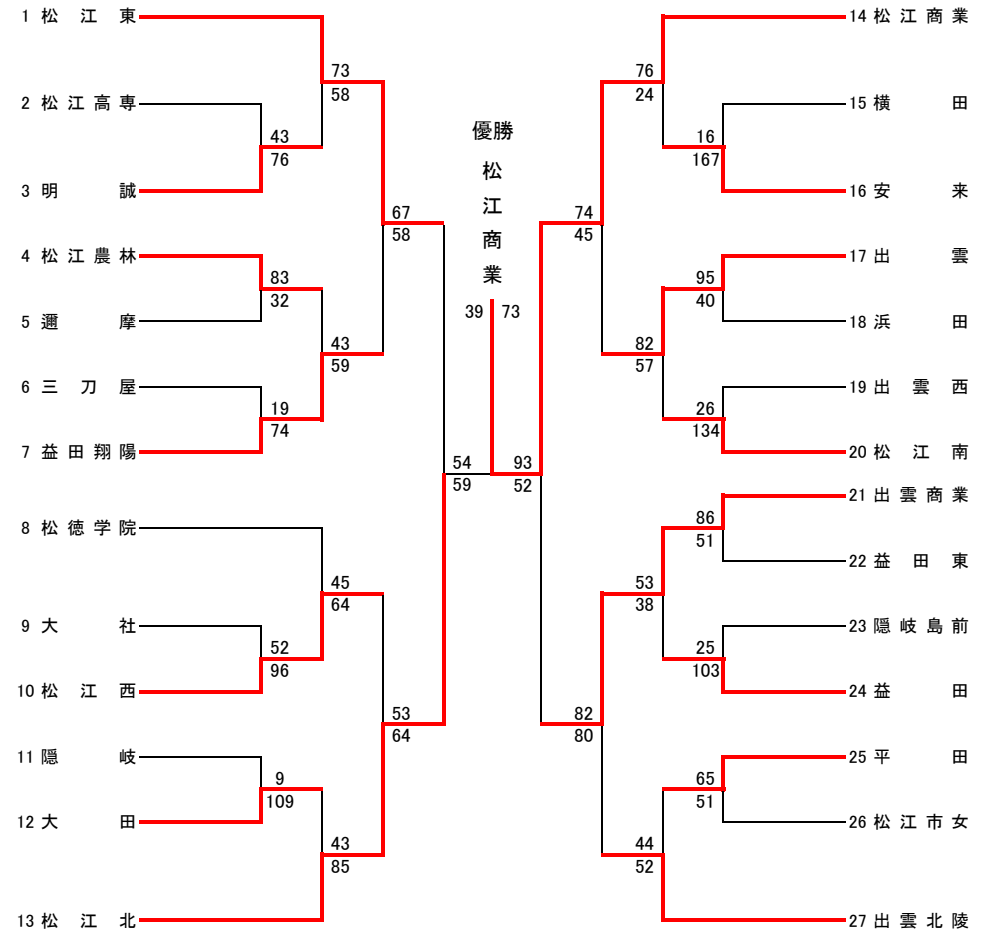 1 松江東
73
58
2 松江高専
43
76
3 明誠
67
58
4 松江農林
83
32
5 邇摩
43
59
6 三刀屋
19
74
7 益田翔陽
54
59
8 松徳学院
45
64
9 大社
52
96
10 松江西
53
64
11 隠岐
9
109
12 大田
43
85
13 松江北
優勝
松江商業
39 73
14 松江商業
76
24
15 横田
16
167
16 安来
74
45
17 出雲
95
40
18 浜田
82
57
19 出雲西
26
134
20 松江南
93
52
21 出雲商業
86
51
22 益田東
53
38
23 隠岐島前
25
103
24 益田
82
80
25 平田
65
51
26 松江市女
44
52
27 出雲北陵